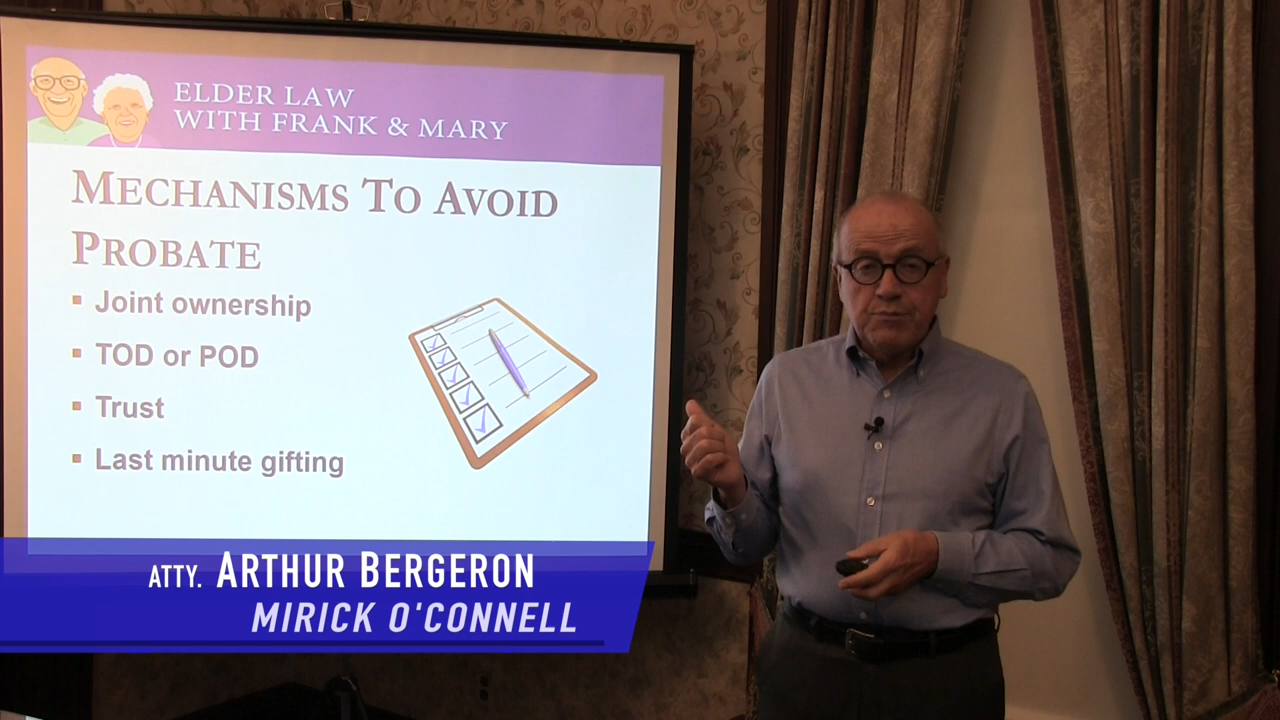 ELDER LAW
WITH FRANK & MARY
MECHANISMS TO AVOID
PROBATE
Joint ownership
TOD or POD
Trust
Last minute gifting
ATTY. ARTHUR BERGERON
MIRICK O'CONNELL